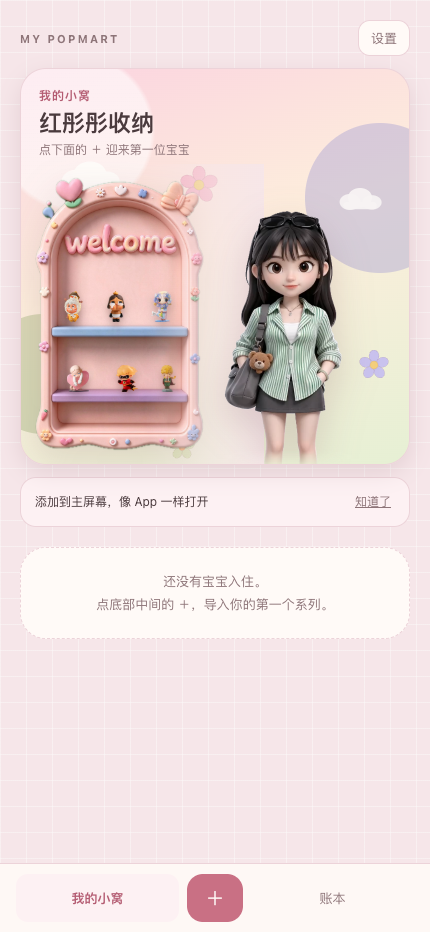 MY POPMART
设置
我的小窝
红彤彤收纳
点下面的 ＋ 迎来第一位宝宝
welcome
添加到主屏幕，像 App 一样打开
知道了
还没有宝宝入住。
点底部中间的 ＋，导入你的第一个系列。
我的小窝
＋
账本